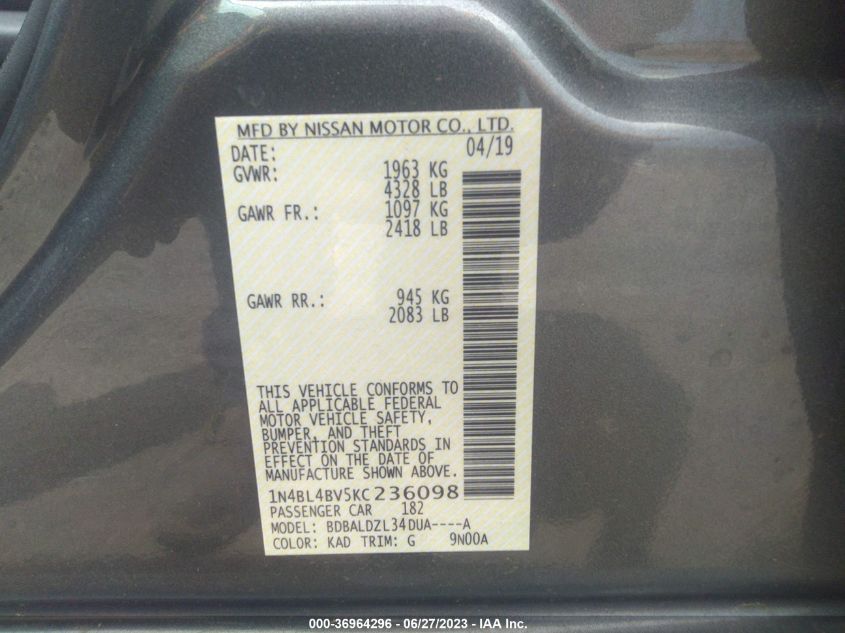 MFD BY NISSAN MOTOR CO., LTD.
DATE: 04/19
GVWR: 1963 KG
4328 LB
GAWR FR.: 1097 KG
2418 LB
GAWR RR.: 945 KG
2083 LB
THIS VEHICLE CONFORMS TO
ALL APPLICABLE FEDERAL
MOTOR VEHICLE SAFETY,
BUMPER, AND THEFT
PREVENTION STANDARDS IN
EFFECT ON THE DATE OF
MANUFACTURE SHOWN ABOVE.
1N4BL4BV5KC236098
PASSENGER CAR 182
MODEL: BDBALDZL34DUA----A
COLOR: KAD TRIM: G 9N00A
000-36964296 - 06/27/2023 - IAA Inc.